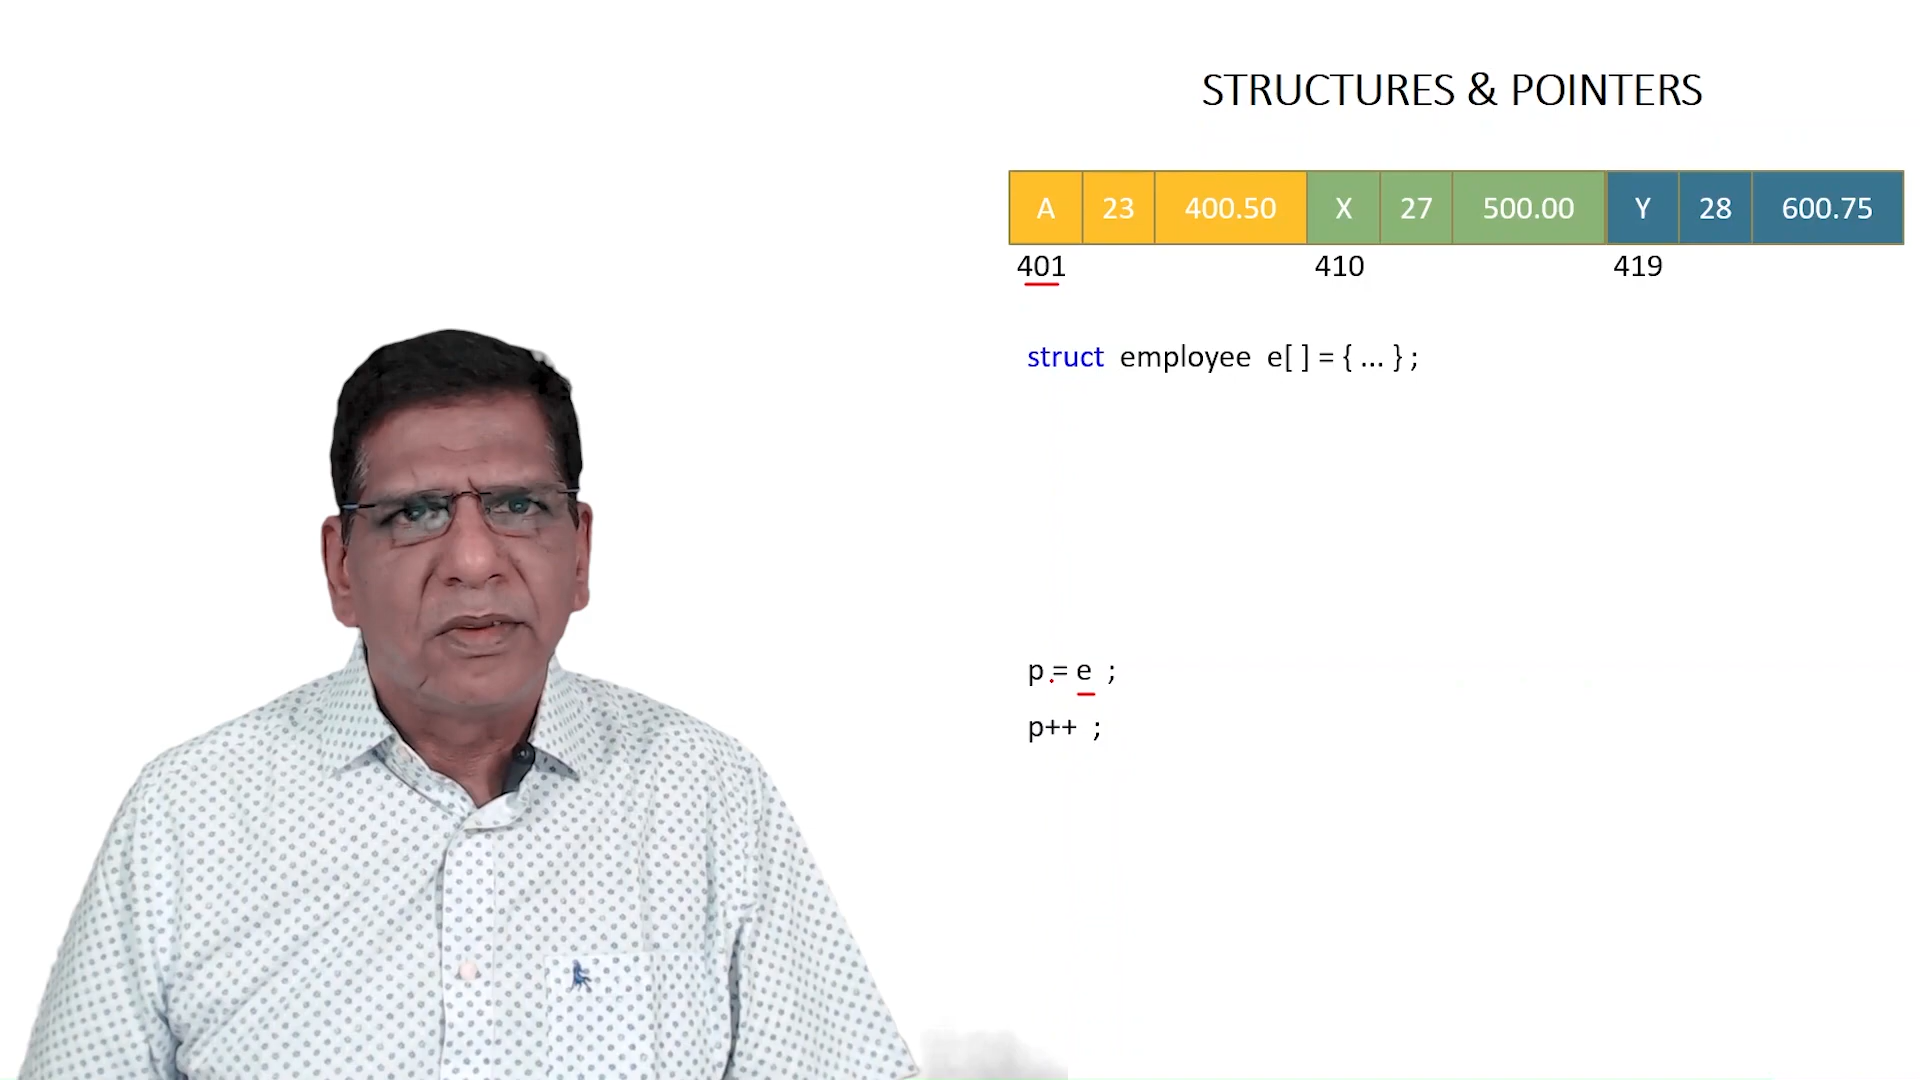 STRUCTURES & POINTERS
A 23 400.50 X 27 500.00 Y 28 600.75
401 410 419
struct employee e[ ] = { ... } ;
p = e ;
p++ ;